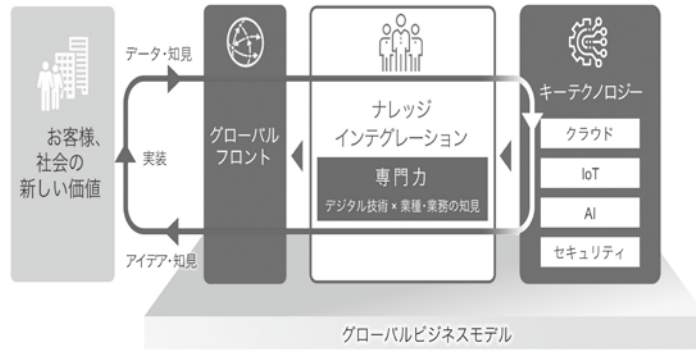 データ・知見
お客様、
社会の
新しい価値
実装
アイデア・知見
グローバル
フロント
ナレッジ
インテグレーション
専門力
デジタル技術 × 業種・業務の知見
キーテクノロジー
クラウド
IoT
AI
セキュリティ
グローバルビジネスモデル